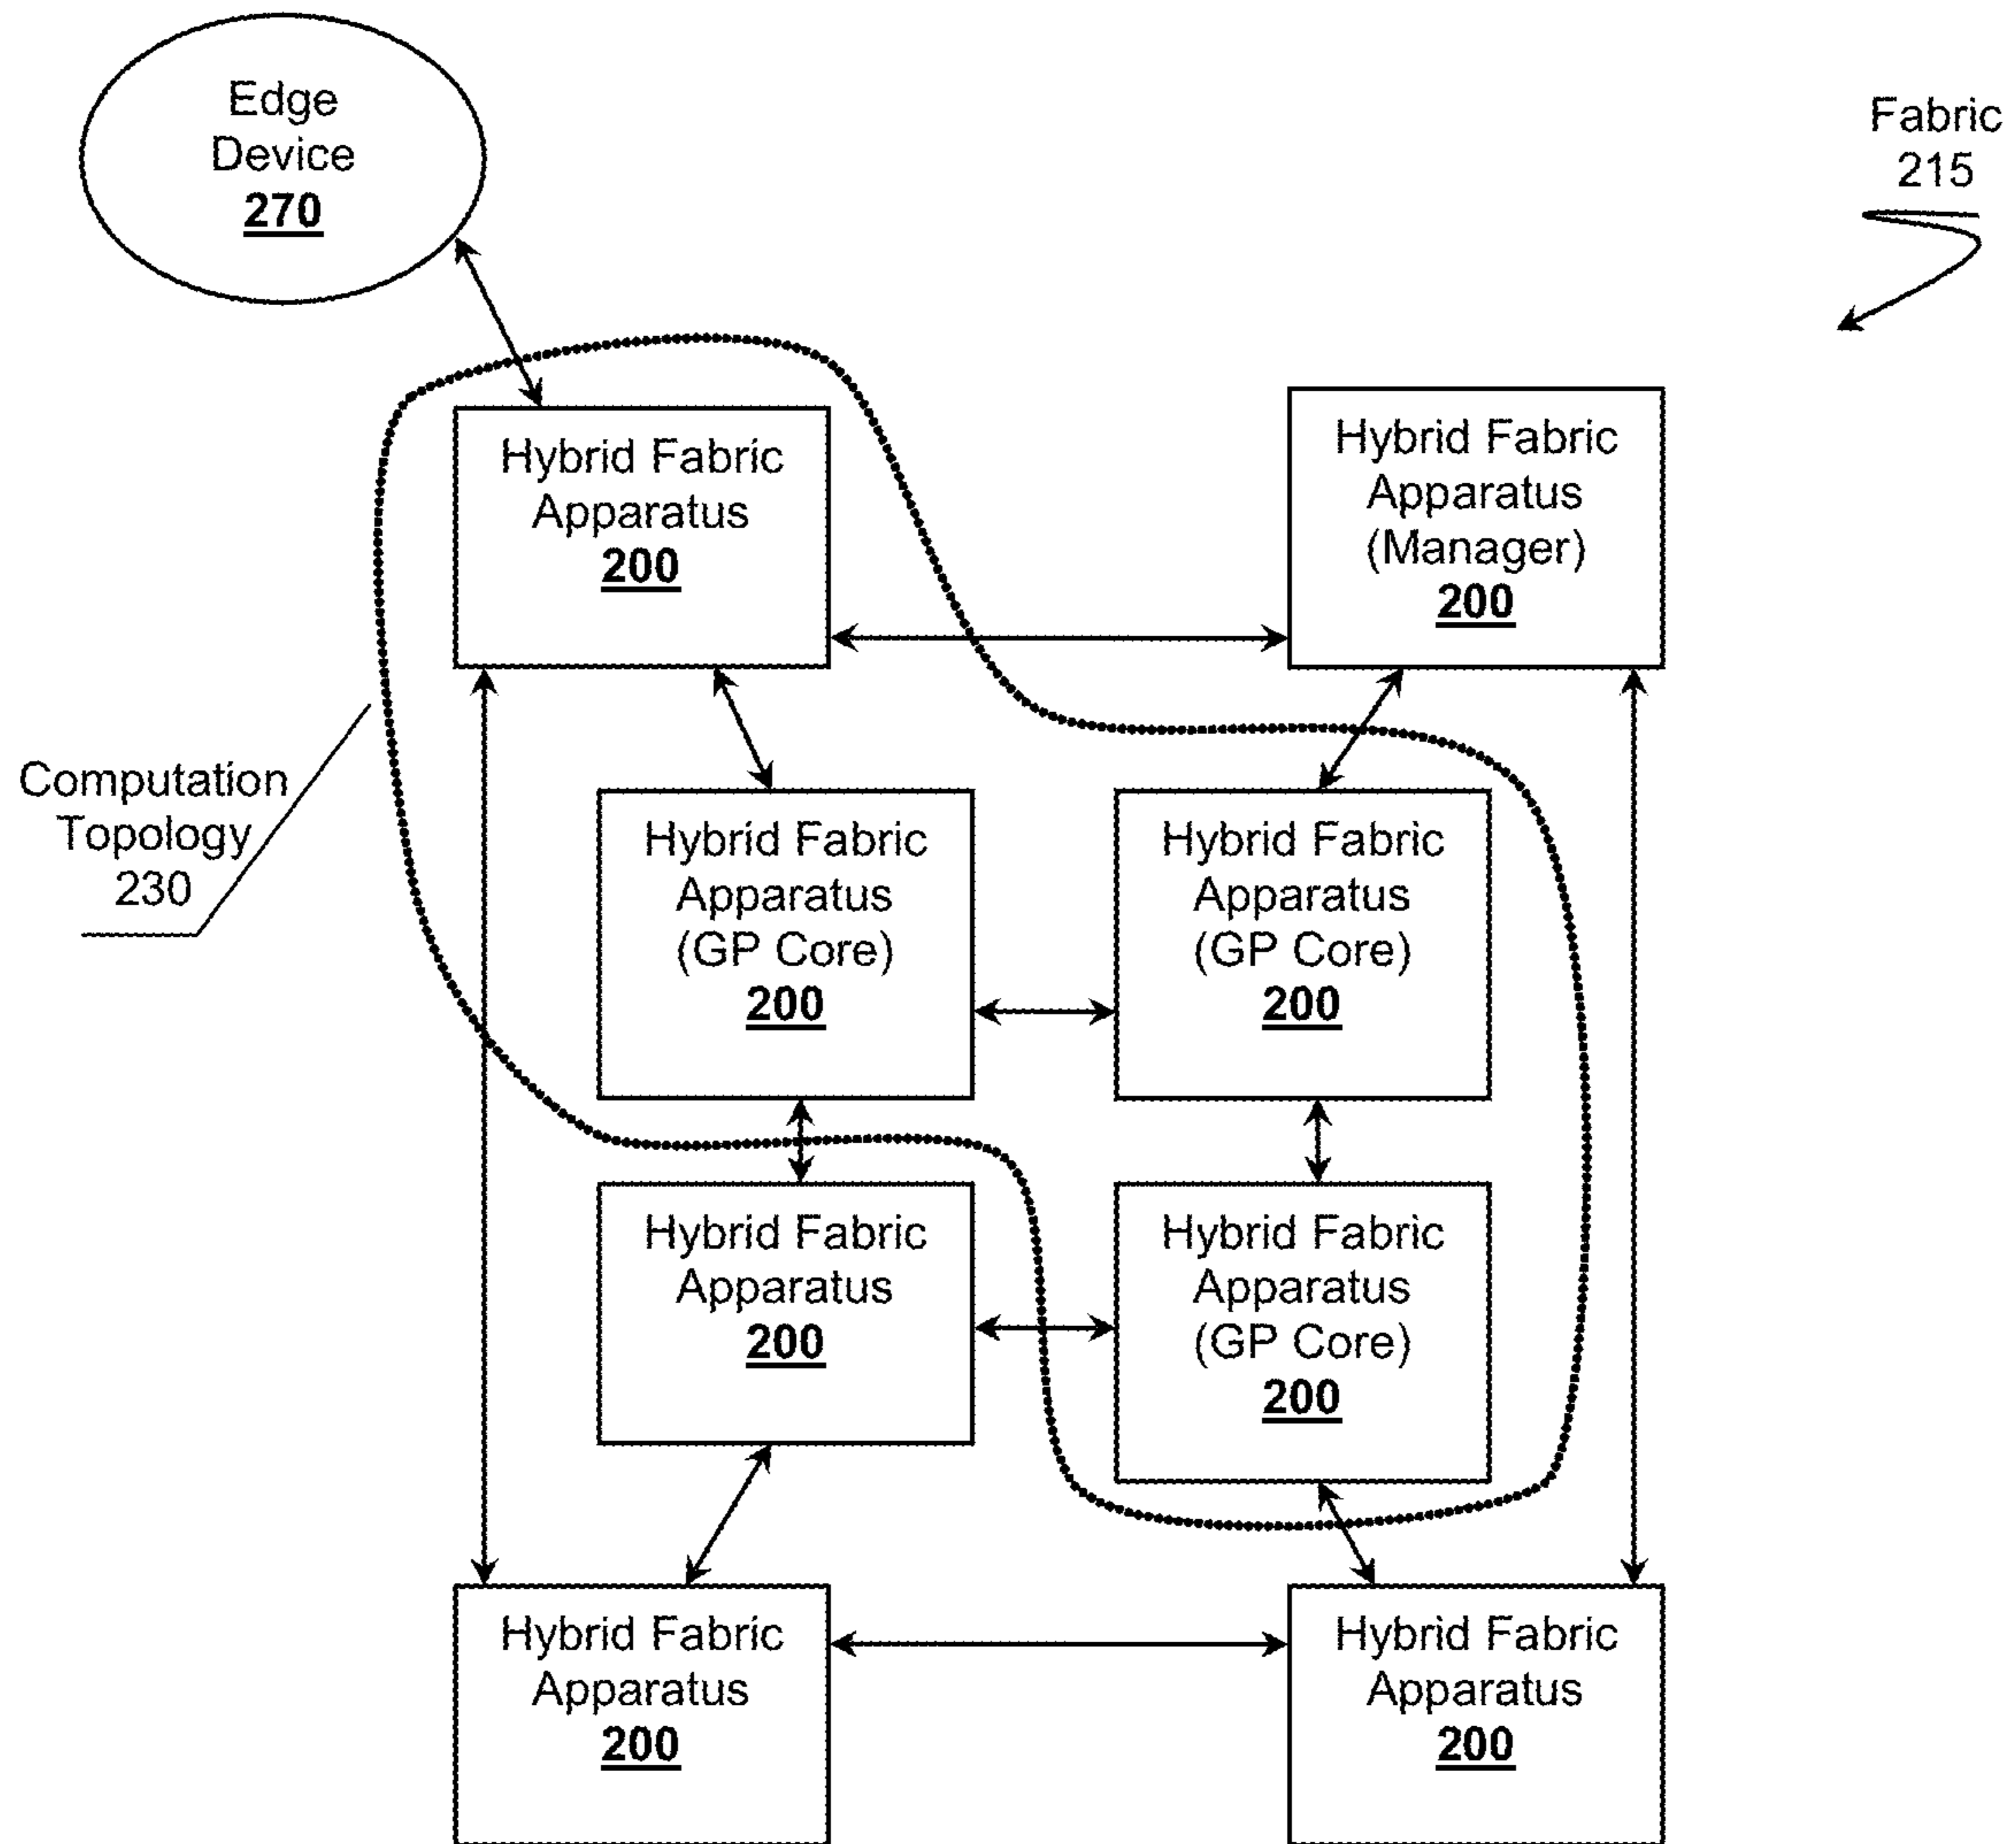 Edge
Device
270
Fabric
215
Hybrid Fabric
Apparatus
200
Hybrid Fabric
Apparatus
(Manager)
200
Computation
Topology
230
Hybrid Fabric
Apparatus
(GP Core)
200
Hybrid Fabric
Apparatus
(GP Core)
200
Hybrid Fabric
Apparatus
200
Hybrid Fabric
Apparatus
(GP Core)
200
Hybrid Fabric
Apparatus
200
Hybrid Fabric
Apparatus
200